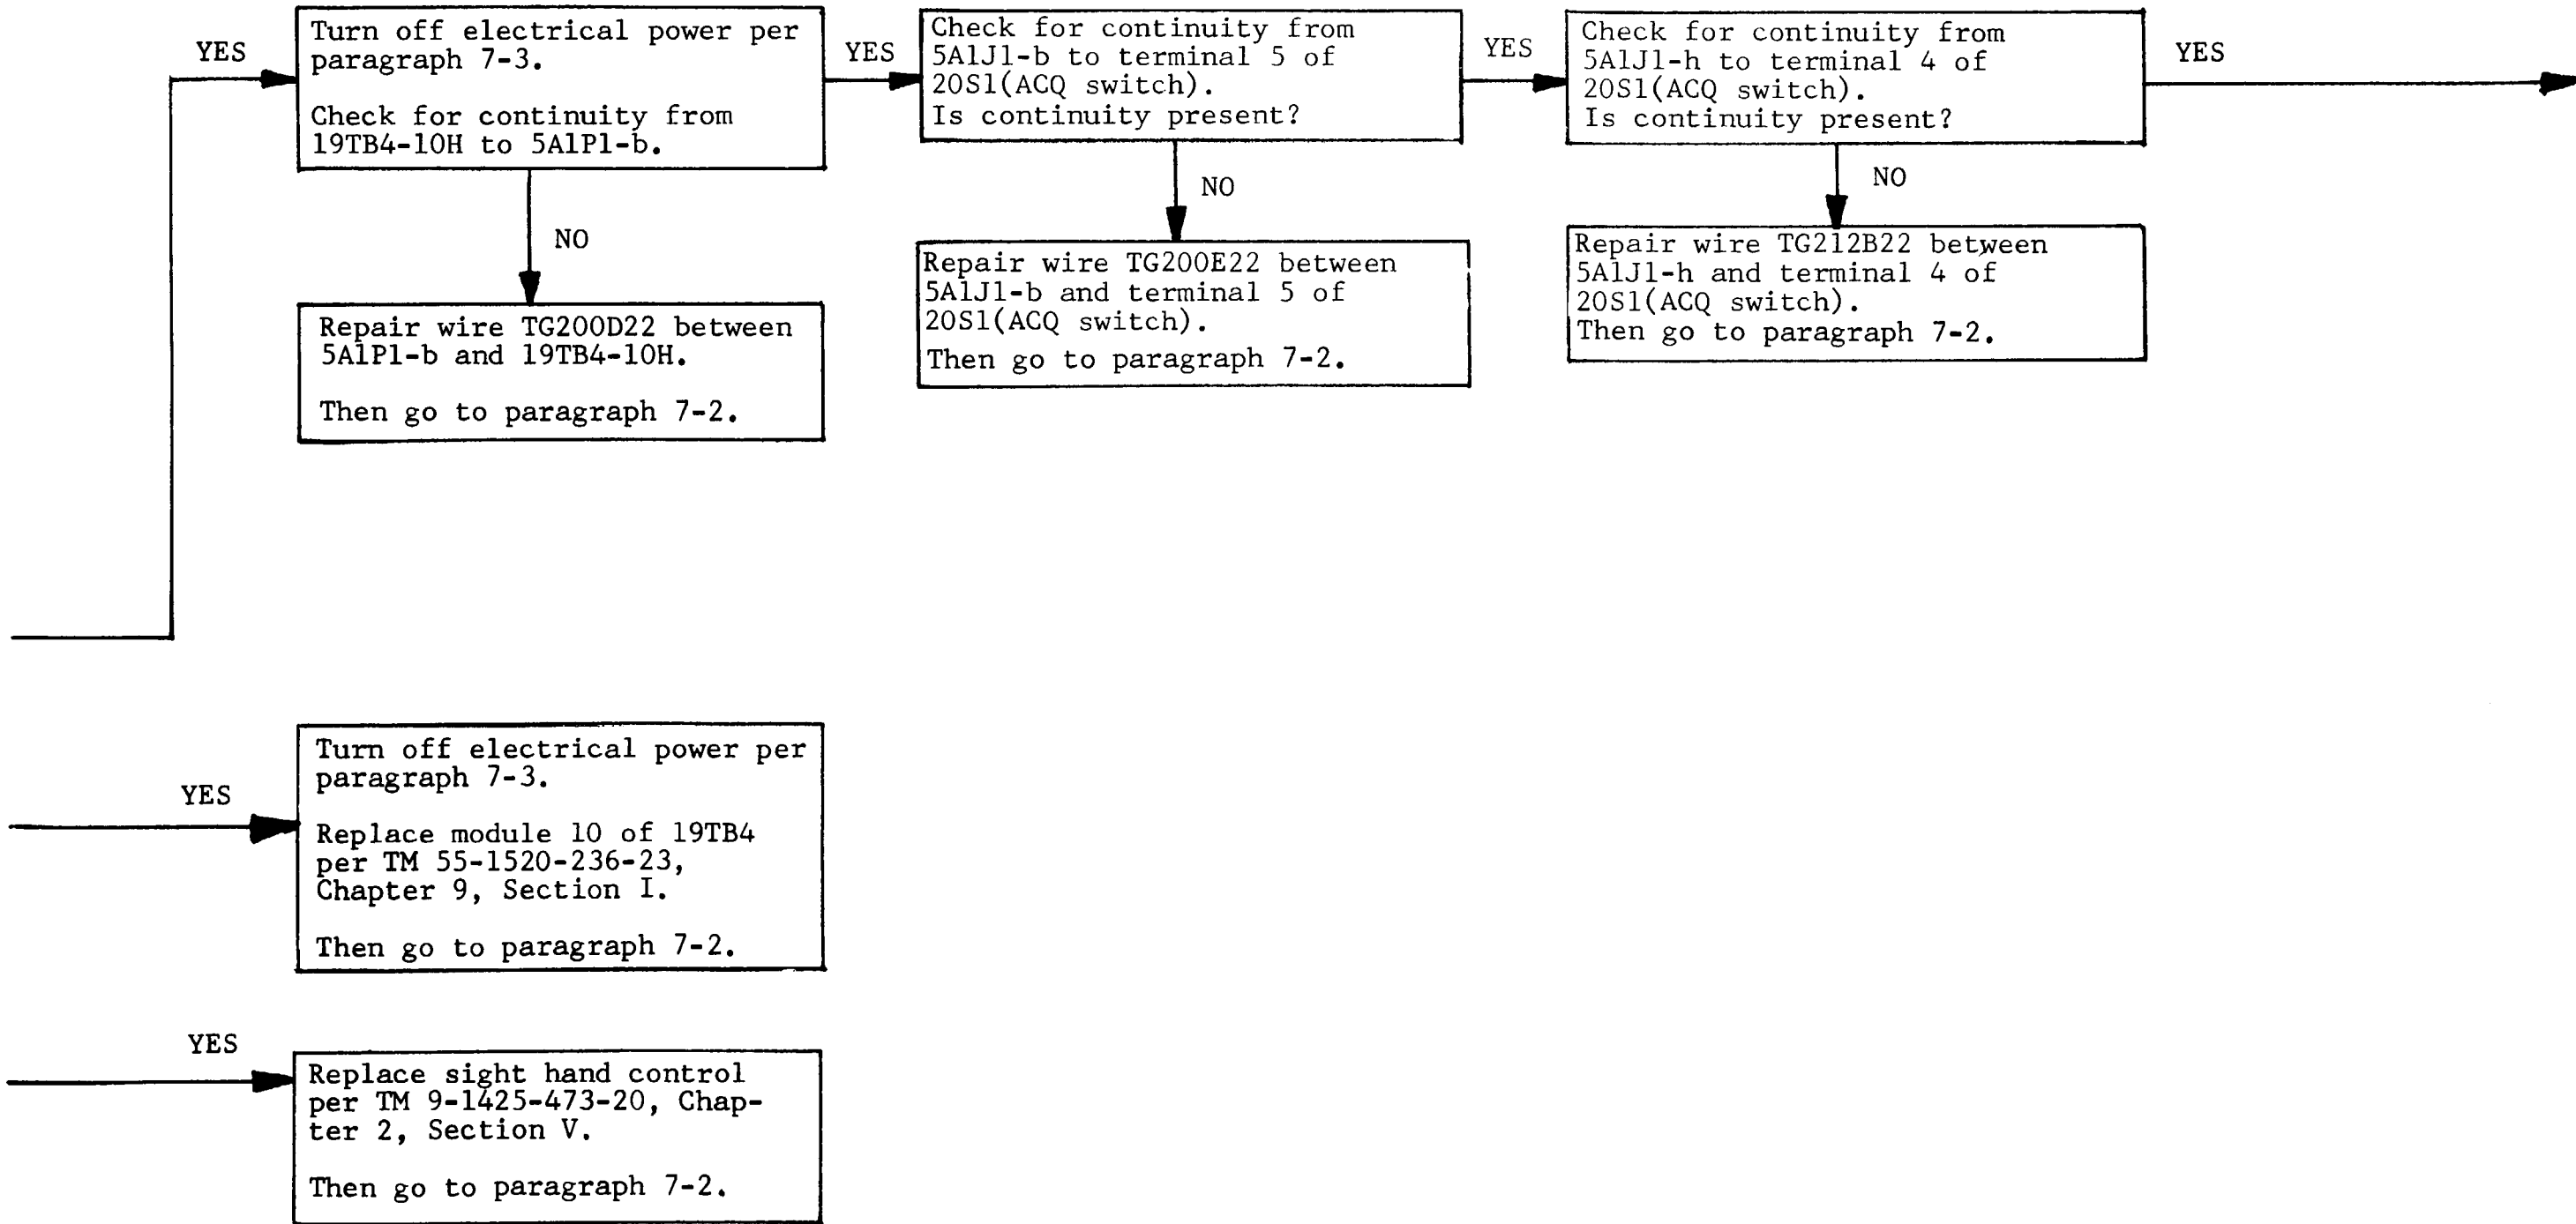 YES
Turn off electrical power per
paragraph 7-3.
Check for continuity from
19TB4-10H to 5A1P1-b.
NO
Repair wire TG200D22 between
5A1P1-b and 19TB4-10H.
Then go to paragraph 7-2.
YES
Check for continuity from
5A1J1-b to terminal 5 of
20S1(ACQ switch).
Is continuity present?
NO
Repair wire TG200E22 between
5A1J1-b and terminal 5 of
20S1(ACQ switch).
Then go to paragraph 7-2.
YES
Check for continuity from
5A1J1-h to terminal 4 of
20S1(ACQ switch).
Is continuity present?
NO
Repair wire TG212B22 between
5A1J1-h and terminal 4 of
20S1(ACQ switch).
Then go to paragraph 7-2.
YES
YES
Turn off electrical power per
paragraph 7-3.
Replace module 10 of 19TB4
per TM 55-1520-236-23,
Chapter 9, Section I.
Then go to paragraph 7-2.
YES
Replace sight hand control
per TM 9-1425-473-20, Chap-
ter 2, Section V.
Then go to paragraph 7-2.